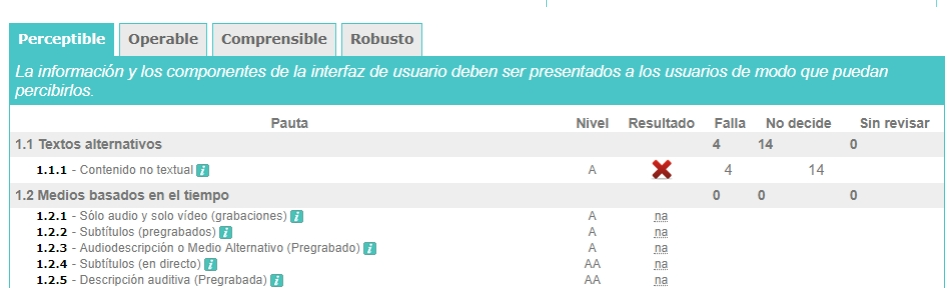 Perceptible Operable Comprensible Robusto
La información y los componentes de la interfaz de usuario deben ser presentados a los usuarios de modo que puedan
percibirlos.
Pauta Nivel Resultado Falla No decide Sin revisar
1.1 Textos alternativos 4 14 0
1.1.1 - Contenido no textual i A 4 14
1.2 Medios basados en el tiempo 0 0 0
1.2.1 - Sólo audio y solo vídeo (grabaciones) i A na
1.2.2 - Subtítulos (pregrabados) i A na
1.2.3 - Audiodescripción o Medio Alternativo (Pregrabado) i A na
1.2.4 - Subtítulos (en directo) i AA na
1.2.5 - Descripción auditiva (Pregrabada) i AA na